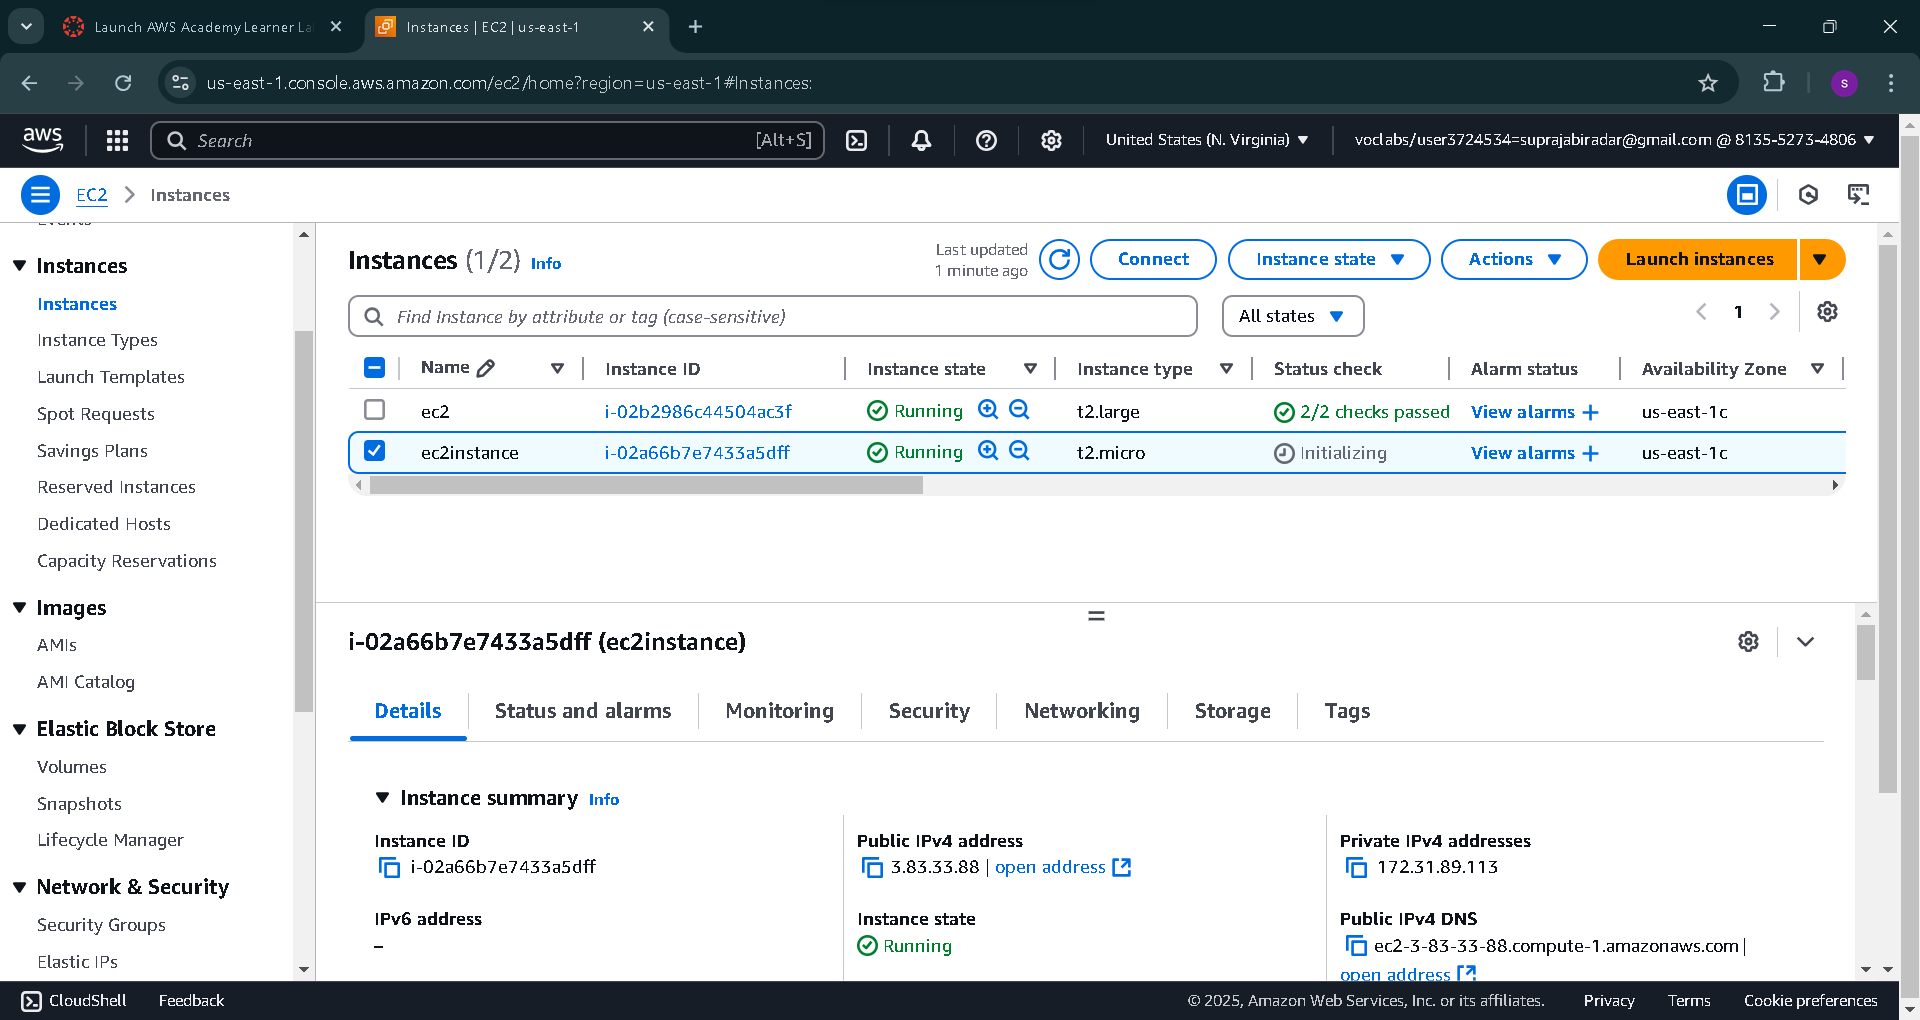 Launch AWS Academy Learner La
Instances | EC2 | us-east-1
us-east-1.console.aws.amazon.com/ec2/home?region=us-east-1#Instances:
S
aws
Search
[Alt+S]
United States (N. Virginia)
voclabs/user3724534=suprajabiradar@gmail.com @ 8135-5273-4806
EC2
Instances
Events
Instances
Instances
Instance Types
Launch Templates
Spot Requests
Savings Plans
Reserved Instances
Dedicated Hosts
Capacity Reservations
Images
AMIs
AMI Catalog
Elastic Block Store
Volumes
Snapshots
Lifecycle Manager
Network & Security
Security Groups
Elastic IPs
Instances (1/2) Info
Last updated
1 minute ago
Connect
Instance state
Actions
Launch instances
Find Instance by attribute or tag (case-sensitive)
All states
1
Name Instance ID Instance state Instance type Status check Alarm status Availability Zone
ec2 i-02b2986c44504ac3f Running t2.large 2/2 checks passed View alarms + us-east-1c
ec2instance i-02a66b7e7433a5dff Running t2.micro Initializing View alarms + us-east-1c
i-02a66b7e7433a5dff (ec2instance)
Details Status and alarms Monitoring Security Networking Storage Tags
Instance summary Info
Instance ID
i-02a66b7e7433a5dff
Public IPv4 address
3.83.33.88 | open address
Private IPv4 addresses
172.31.89.113
IPv6 address
–
Instance state
Running
Public IPv4 DNS
ec2-3-83-33-88.compute-1.amazonaws.com |
open address
CloudShell Feedback
© 2025, Amazon Web Services, Inc. or its affiliates. Privacy Terms Cookie preferences